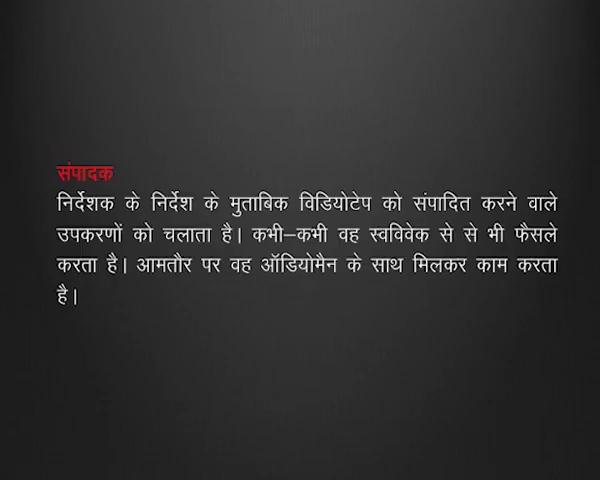 संपादक
निर्देशक के निर्देश के मुताबिक विडियोटेप को संपादित करने वाले
उपकरणों को चलाता है। कभी–कभी वह स्वविवेक से से भी फैसले
करता है। आमतौर पर वह ऑडियोमैन के साथ मिलकर काम करता
है।